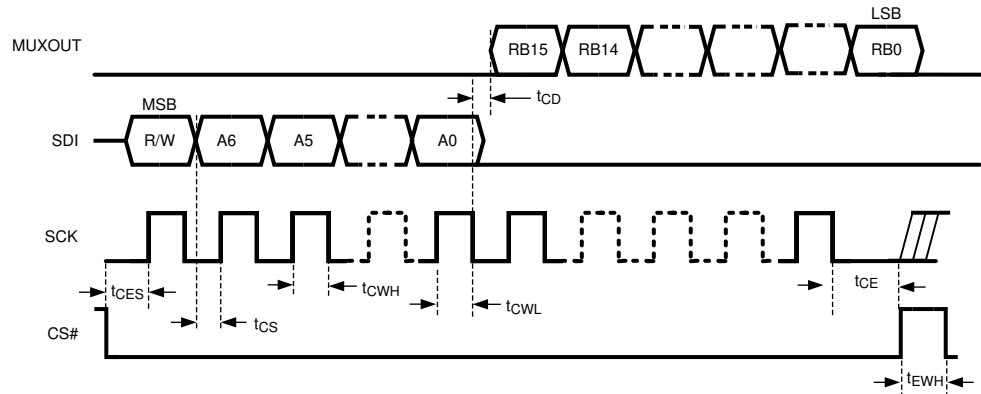 LSB
MUXOUT RB15 RB14 RB0
tCD
MSB
SDI R/W A6 A5 A0
SCK
tCES tCS tCWH tCWL tCE
CS#
tEWH